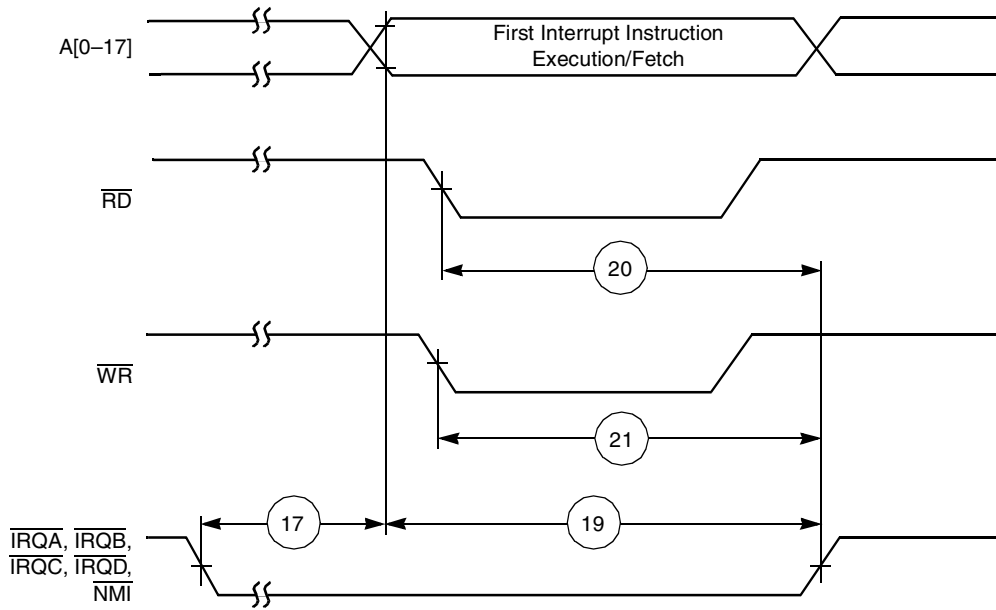 A[0–17]
First Interrupt Instruction
Execution/Fetch
RD
20
WR
21
17
19
IRQA, IRQB,
IRQC, IRQD,
NMI